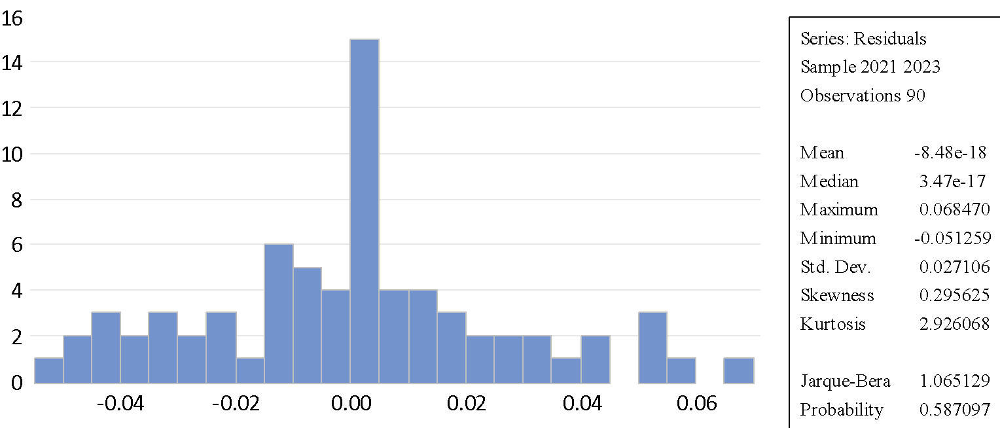 16
14
12
10
8
6
4
2
0
-0.04 -0.02 0.00 0.02 0.04 0.06
Series: Residuals
Sample 2021 2023
Observations 90
Mean -8.48e-18
Median 3.47e-17
Maximum 0.068470
Minimum -0.051259
Std. Dev. 0.027106
Skewness 0.295625
Kurtosis 2.926068
Jarque-Bera 1.065129
Probability 0.587097